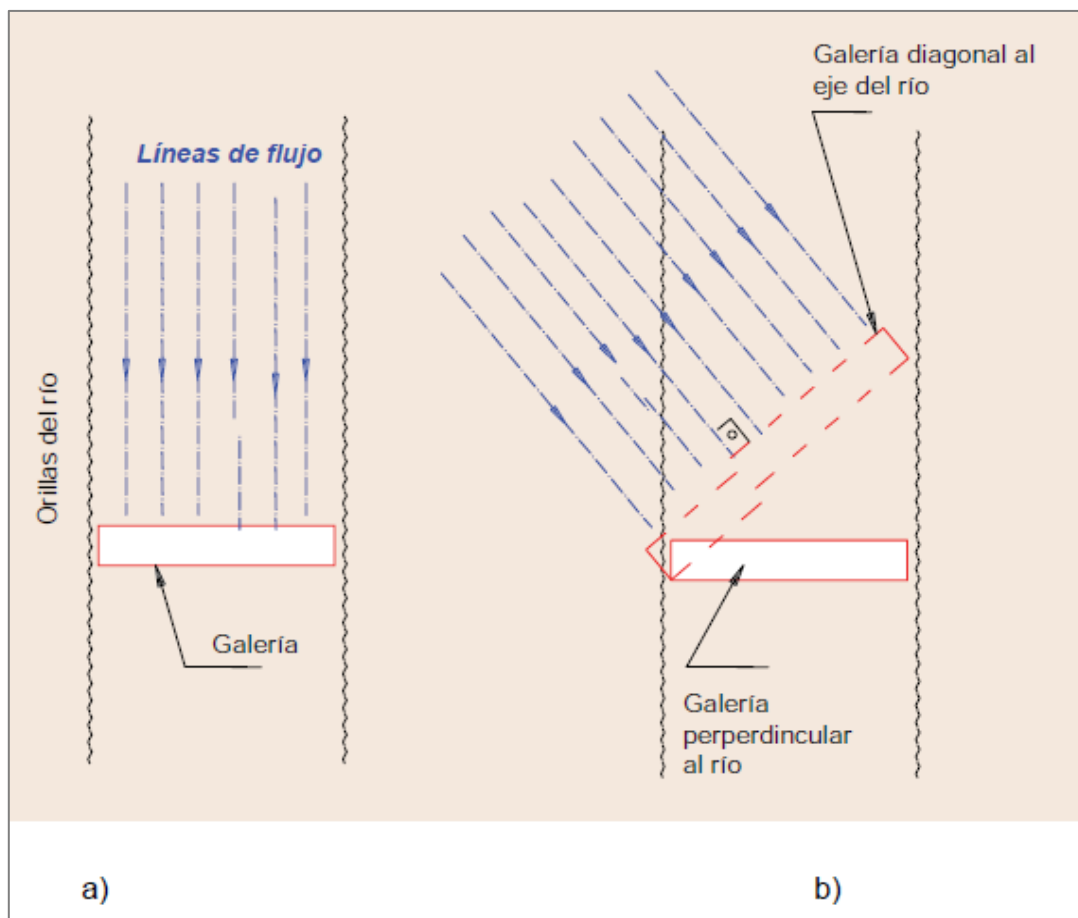 Líneas de flujo
Orillas del río
Galería
Galería diagonal al
eje del río
Galería
perperdincular
al río
a)
b)